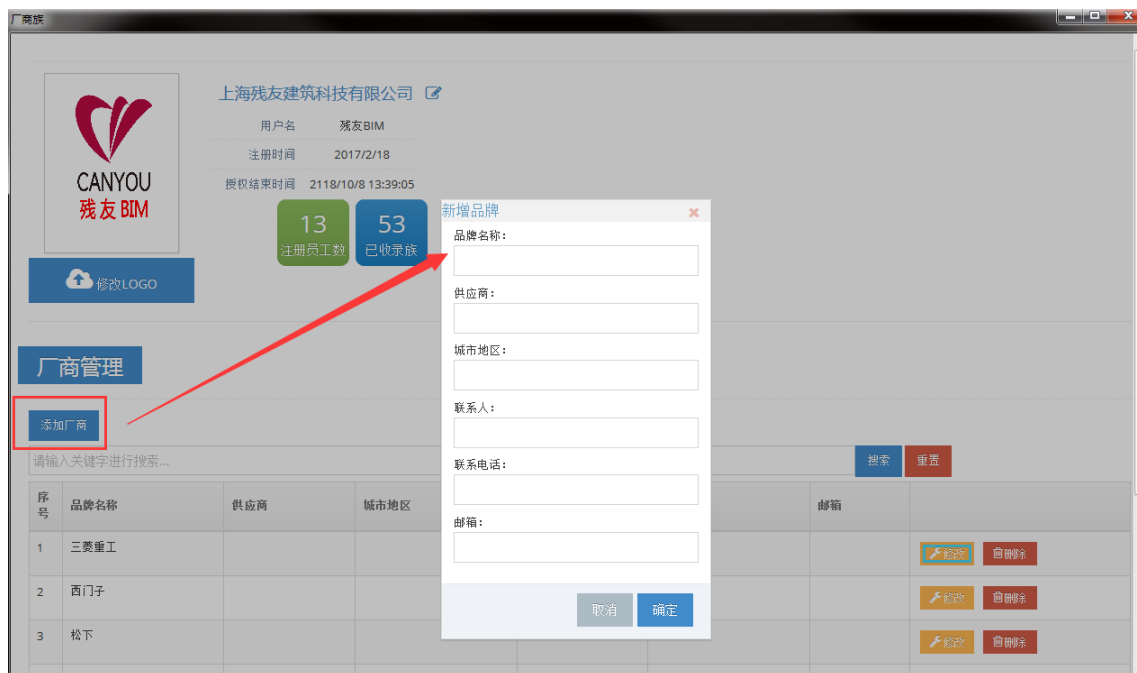 厂商族
上海残友建筑科技有限公司
用户名 残友BIM
注册时间 2017/2/18
授权结束时间 2118/10/8 13:39:05
CANYOU
残友 BIM
13
注册员工数
53
已收录族
修改LOGO
厂商管理
添加厂商
请输入关键字进行搜索...
搜索 重置
序号 品牌名称 供应商 城市地区 邮箱
1 三菱重工 修改 删除
2 西门子 修改 删除
3 松下 修改 删除
新增品牌
品牌名称：
供应商：
城市地区：
联系人：
联系电话：
邮箱：
取消 确定